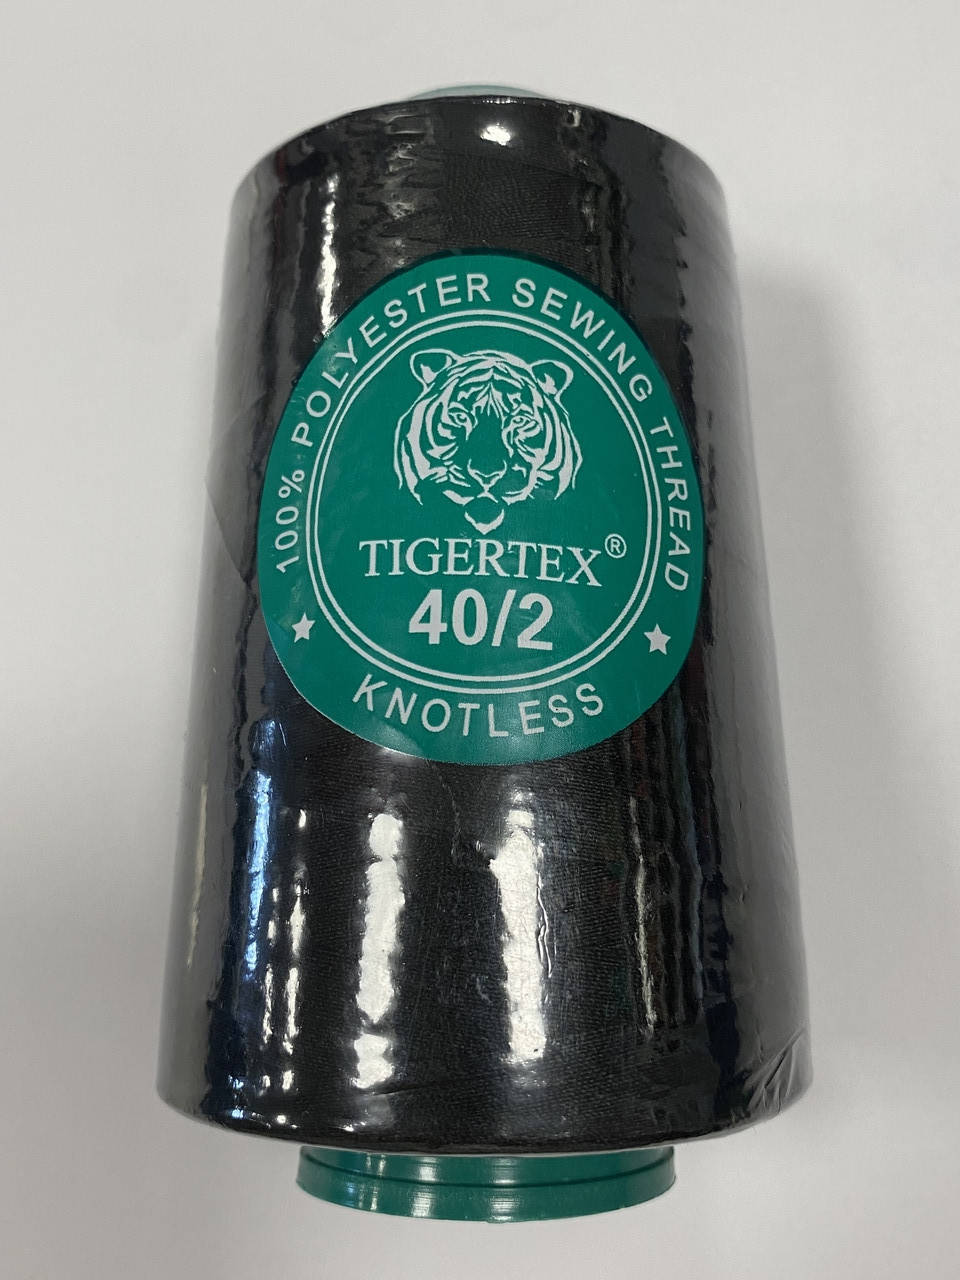 100% POLYESTER SEWING THREAD
TIGERTEX®
40/2
KNOTLESS